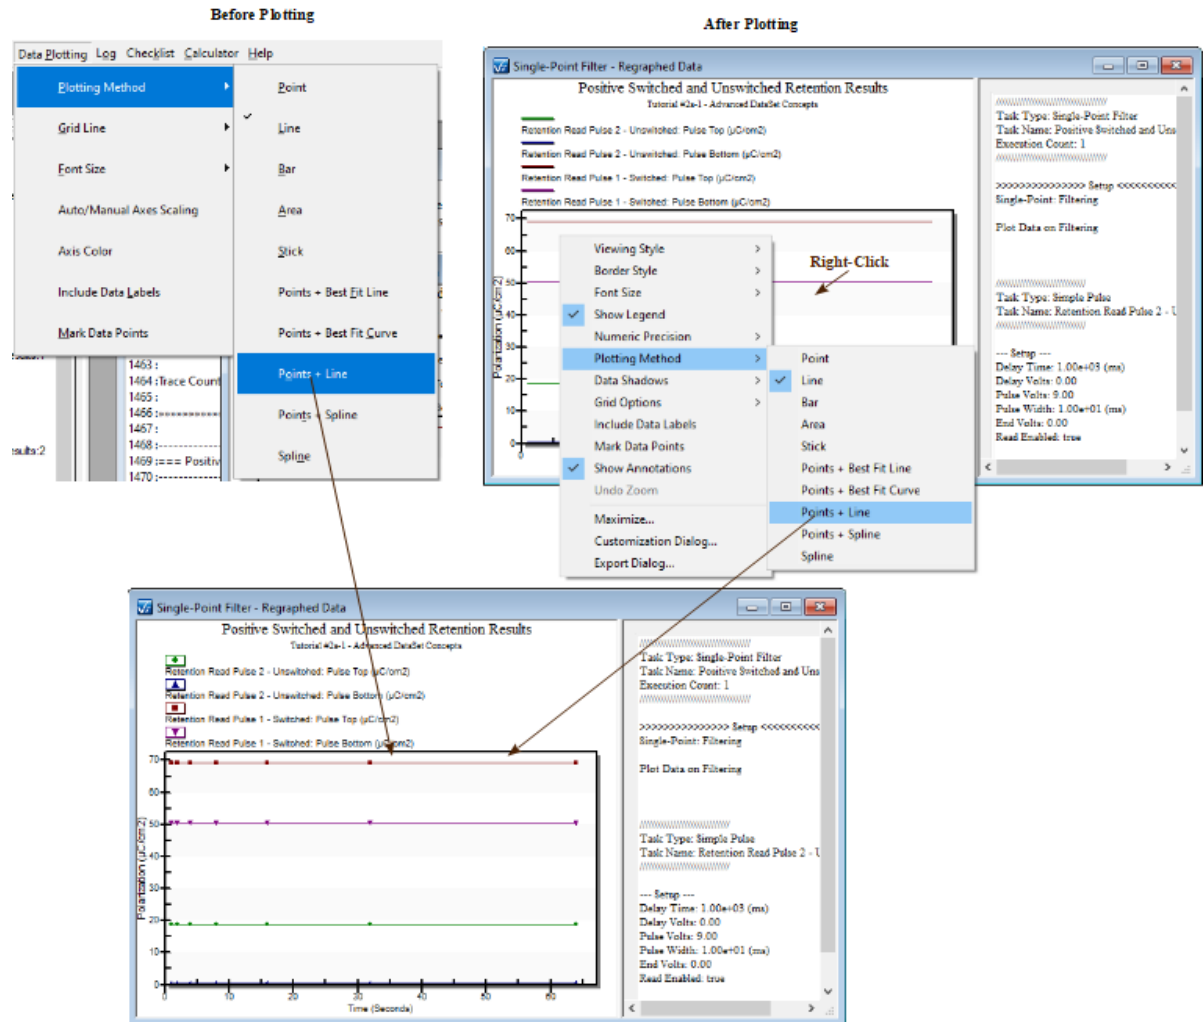 Before Plotting
After Plotting
Data Plotting Log Checklist Calculator Help
Plotting Method
Grid Line
Font Size
Auto/Manual Axes Scaling
Axis Color
Include Data Labels
Mark Data Points
Point
Line
Bar
Area
Stick
Points + Best Fit Line
Points + Best Fit Curve
Points + Line
Points + Spline
Spline
1463 :
1464 :Trace Count
1465 :
1466 :
1467 :
1468 :
1469 :=== Positiv
1470 :
sults:2
Single-Point Filter - Regraphed Data
Positive Switched and Unswitched Retention Results
Tutorial #2a-1 - Advanced DataSet Concepts
Retention Read Pulse 2 - Unswitched: Pulse Top (µC/cm2)
Retention Read Pulse 2 - Unswitched: Pulse Bottom (µC/cm2)
Retention Read Pulse 1 - Switched: Pulse Top (µC/cm2)
Retention Read Pulse 1 - Switched: Pulse Bottom (µC/cm2)
Polarization (µC/cm2)
70
60
50
40
30
20
10
0
0
Right-Click
Viewing Style
Border Style
Font Size
Show Legend
Numeric Precision
Plotting Method
Data Shadows
Grid Options
Include Data Labels
Mark Data Points
Show Annotations
Undo Zoom
Maximize...
Customization Dialog...
Export Dialog...
Point
Line
Bar
Area
Stick
Points + Best Fit Line
Points + Best Fit Curve
Points + Line
Points + Spline
Spline
Task Type: Single-Point Filter
Task Name: Positive Switched and Uns
Execution Count: 1
>>>>>>>>>>>>>>> Setup <<<<<<<<<<
Single-Point: Filtering
Plot Data on Filtering
Task Type: Simple Pulse
Task Name: Retention Read Pulse 2 - U
--- Setup ---
Delay Time: 1.00e+03 (ms)
Delay Volts: 0.00
Pulse Volts: 9.00
Pulse Width: 1.00e+01 (ms)
End Volts: 0.00
Read Enabled: true
Single-Point Filter - Regraphed Data
Positive Switched and Unswitched Retention Results
Tutorial #2a-1 - Advanced DataSet Concepts
Retention Read Pulse 2 - Unswitched: Pulse Top (µC/cm2)
Retention Read Pulse 2 - Unswitched: Pulse Bottom (µC/cm2)
Retention Read Pulse 1 - Switched: Pulse Top (µC/cm2)
Retention Read Pulse 1 - Switched: Pulse Bottom (µC/cm2)
Polarization (µC/cm2)
70
60
50
40
30
20
10
0
0 10 20 30 40 50 60
Time (Seconds)
Task Type: Single-Point Filter
Task Name: Positive Switched and Uns
Execution Count: 1
>>>>>>>>>>>>>>> Setup <<<<<<<<<<
Single-Point: Filtering
Plot Data on Filtering
Task Type: Simple Pulse
Task Name: Retention Read Pulse 2 - U
--- Setup ---
Delay Time: 1.00e+03 (ms)
Delay Volts: 0.00
Pulse Volts: 9.00
Pulse Width: 1.00e+01 (ms)
End Volts: 0.00
Read Enabled: true